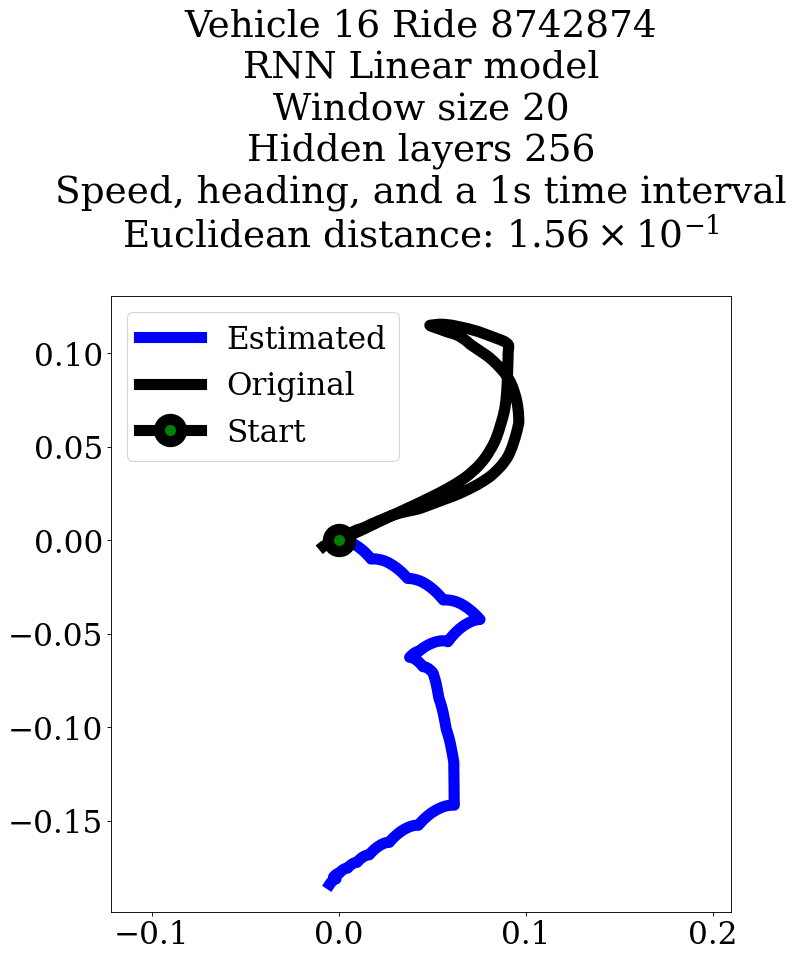 Vehicle 16 Ride 8742874
RNN Linear model
Window size 20
Hidden layers 256
Speed, heading, and a 1s time interval
Euclidean distance: 1.56 × 10⁻¹
Estimated
Original
Start
0.10
0.05
0.00
−0.05
−0.10
−0.15
−0.1 0.0 0.1 0.2